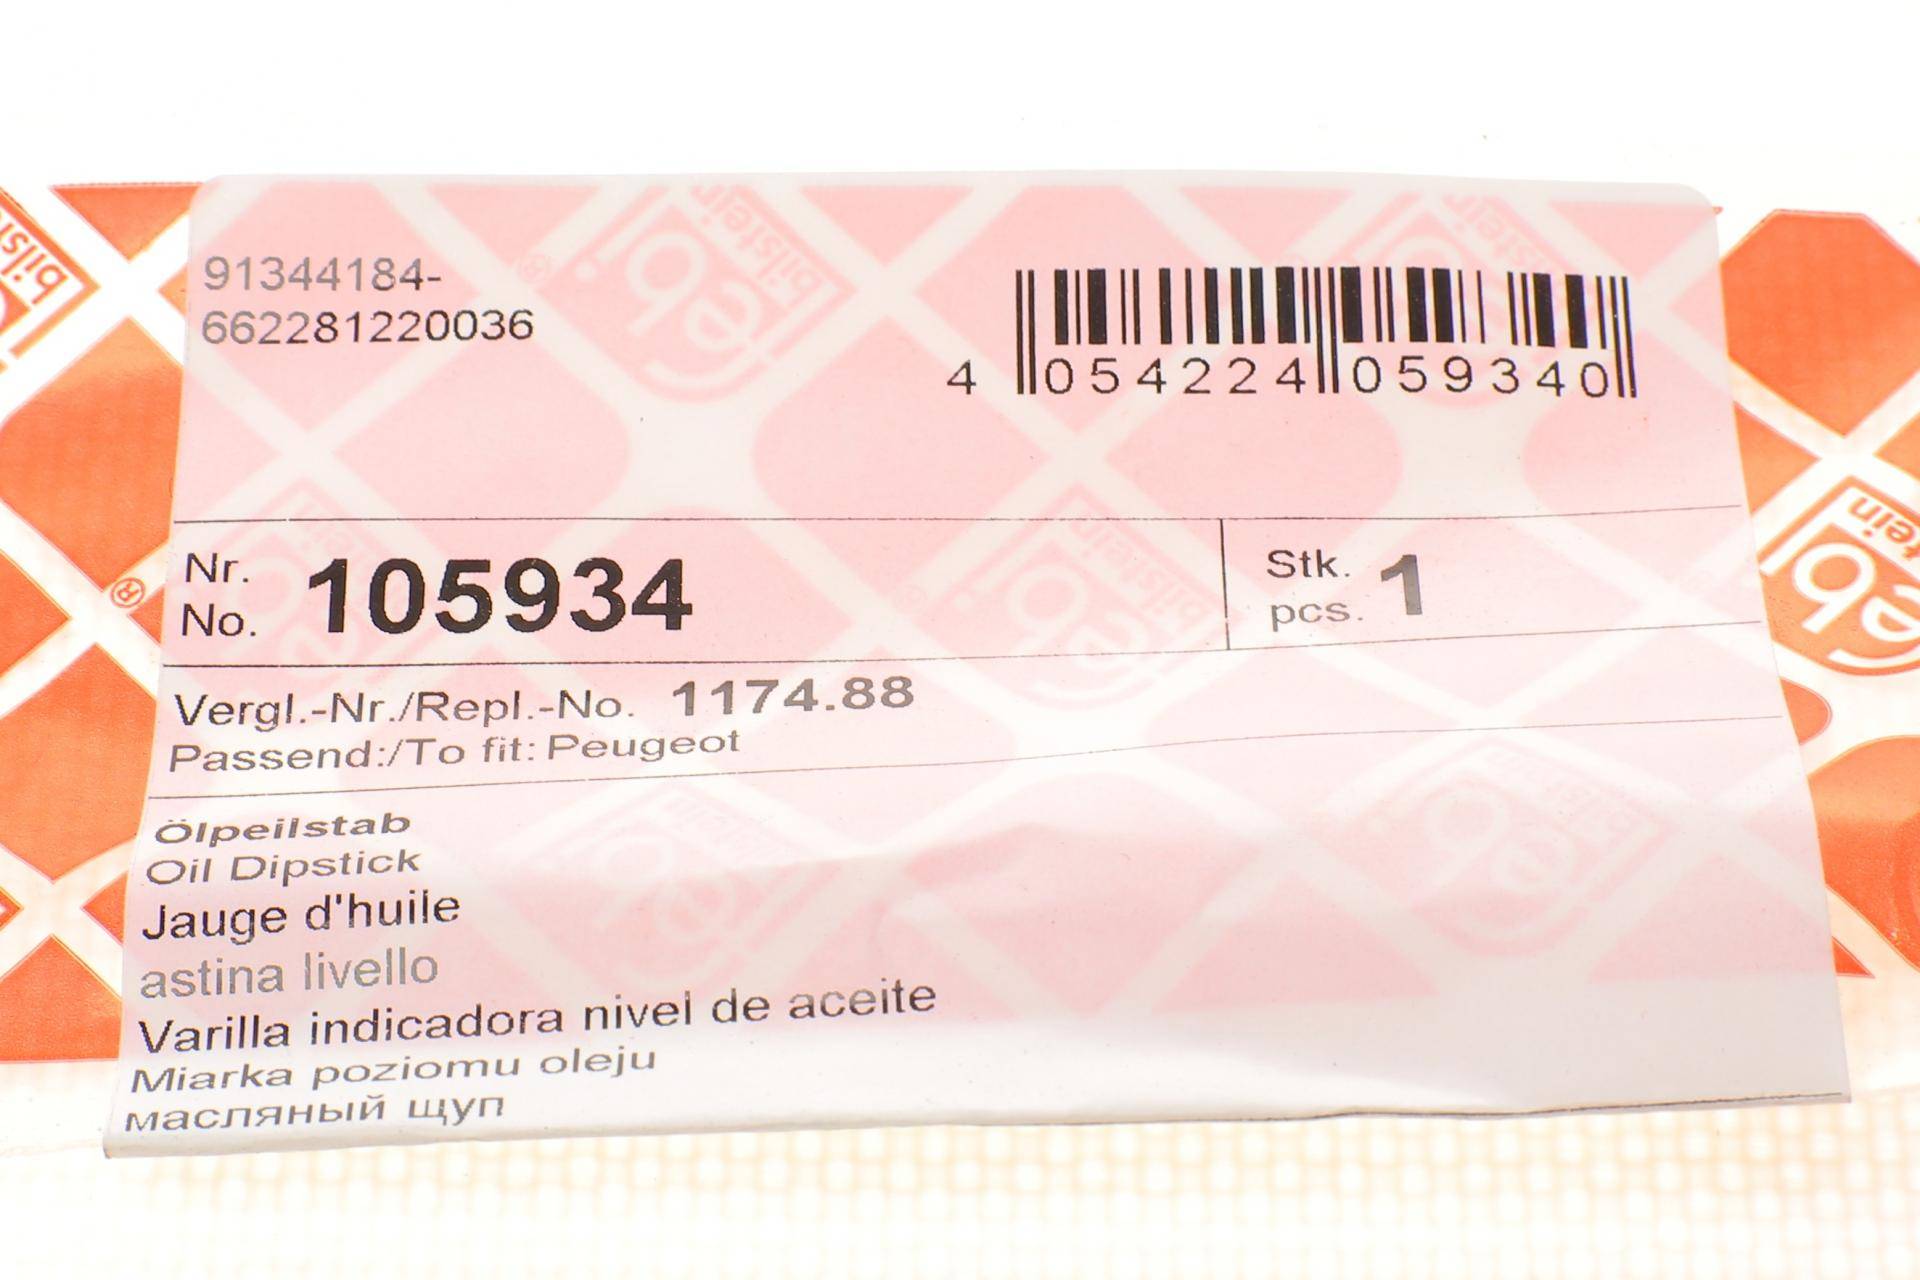 91344184-
662281220036
4 054224 059340
Nr.
No. 105934
Stk.
pcs. 1
Vergl.-Nr./Repl.-No. 1174.88
Passend:/To fit: Peugeot
Ölpeilstab
Oil Dipstick
Jauge d'huile
astina livello
Varilla indicadora nivel de aceite
Miarka poziomu oleju
масляный щуп
febi
bilstein